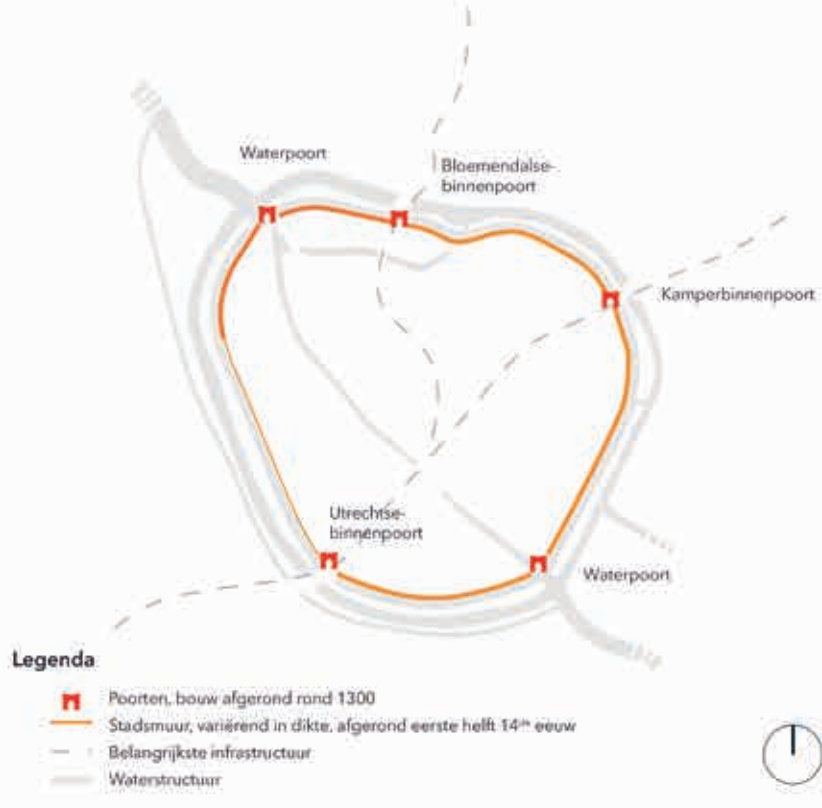 Waterpoort
Bloemendalse-
binnenpoort
Kamperbinnenpoort
Utrechtse-
binnenpoort
Waterpoort
Legenda
Poorten, bouw afgerond rond 1300
Stadsmuur, variërend in dikte, afgerond eerste helft 14de eeuw
Belangrijkste infrastructuur
Waterstructuur